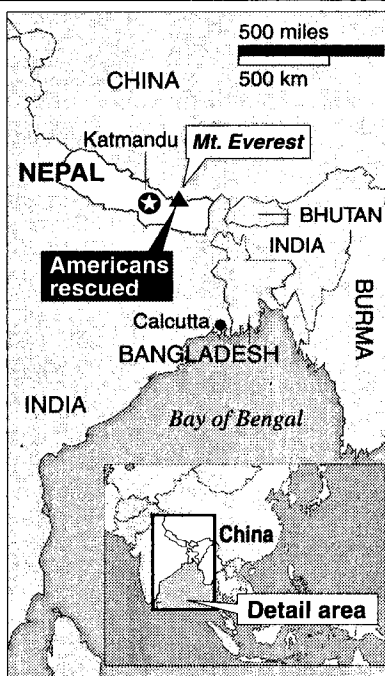 500 miles
500 km
CHINA
Katmandu
Mt. Everest
NEPAL
BHUTAN
INDIA
Americans
rescued
BURMA
Calcutta
BANGLADESH
INDIA
Bay of Bengal
China
Detail area